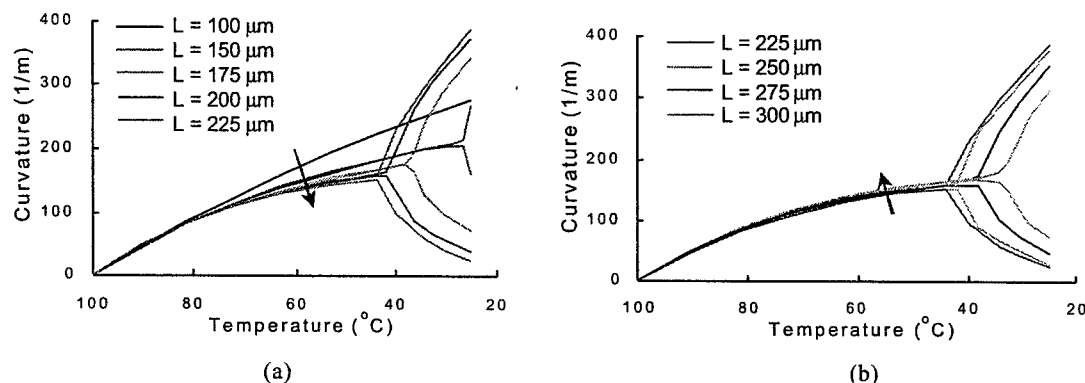 L = 100 µm
L = 150 µm
L = 175 µm
L = 200 µm
L = 225 µm
Curvature (1/m)
400
300
200
100
0
100
80
60
40
20
Temperature (°C)
(a)
L = 225 µm
L = 250 µm
L = 275 µm
L = 300 µm
Curvature (1/m)
400
300
200
100
0
100
80
60
40
20
Temperature (°C)
(b)